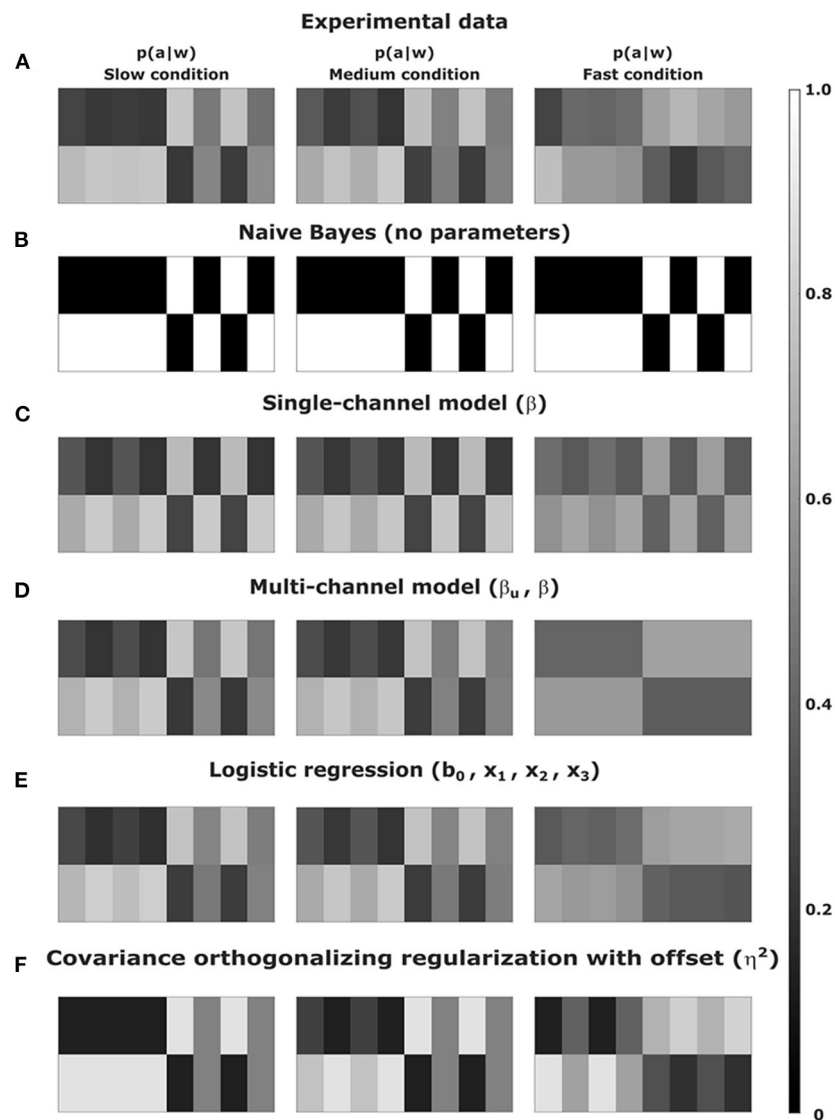 Experimental data
A
p(a|w) p(a|w) p(a|w)
Slow condition Medium condition Fast condition
1.0
B
Naive Bayes (no parameters)
0.8
C
Single-channel model (β)
0.6
D
Multi-channel model (βu , β)
0.4
E
Logistic regression (b0 , x1 , x2 , x3)
0.2
F
Covariance orthogonalizing regularization with offset (η²)
0